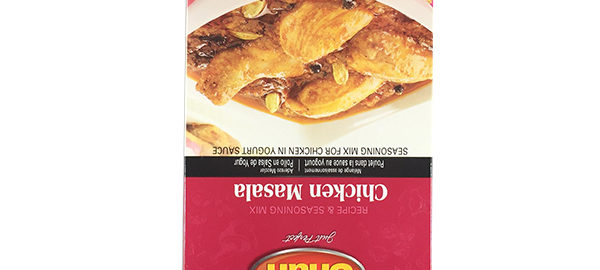 Shan
Just Perfect
RECIPE & SEASONING MIX
Chicken Masala
Mélange de assaisonnement
Poulet dans la sauce au yogourt
Aderezo Mezclar
Pollo en Salsa de Yogur
SEASONING MIX FOR CHICKEN IN YOGURT SAUCE